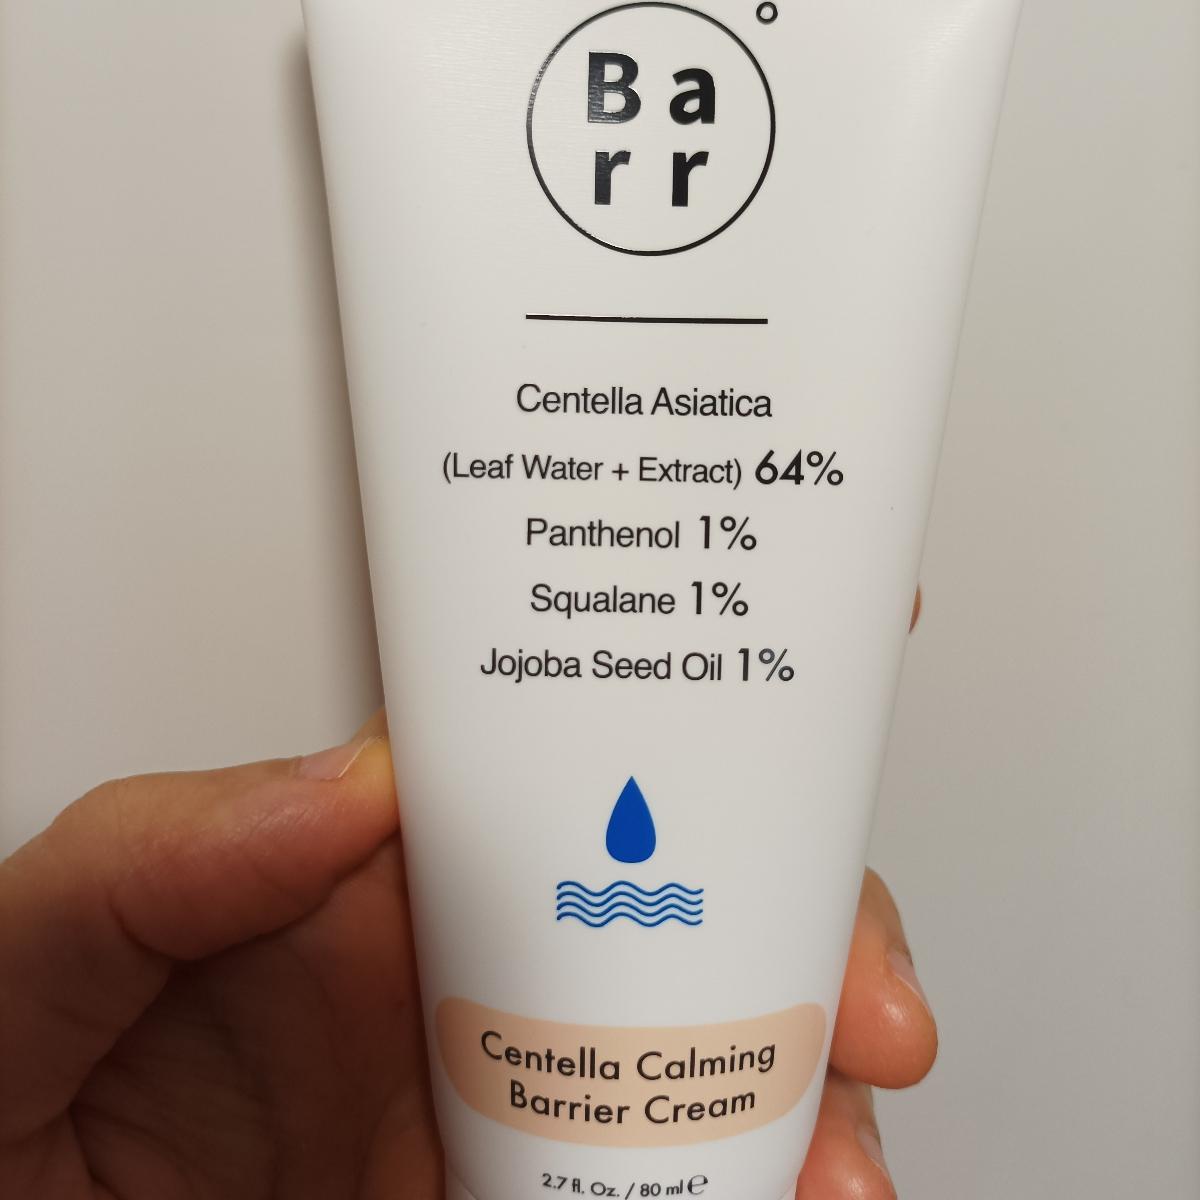 Ba
rr
Centella Asiatica
(Leaf Water + Extract) 64%
Panthenol 1%
Squalane 1%
Jojoba Seed Oil 1%
Centella Calming
Barrier Cream
2.7 fl. Oz. / 80 ml ℮